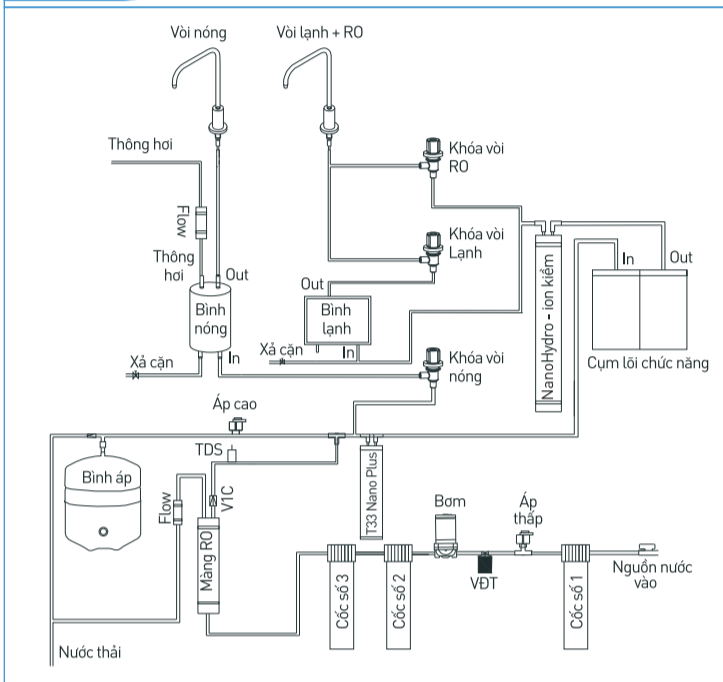 Vòi nóng
Vòi lạnh + RO
Thông hơi
Khóa vòi
RO
Flow
Thông
hơi
Out
Khóa vòi
Lạnh
Out
Bình
nóng
Bình
lạnh
NanoHydro - ion kiềm
In
Out
Xả cặn
In
Xả cặn
In
Khóa vòi
nóng
Cụm lõi chức năng
Áp cao
TDS
Bình áp
Flow
V1C
T33 Nano Plus
Màng RO
Bơm
Áp
thấp
VĐT
Cốc số 3
Cốc số 2
Cốc số 1
Nguồn nước
vào
Nước thải